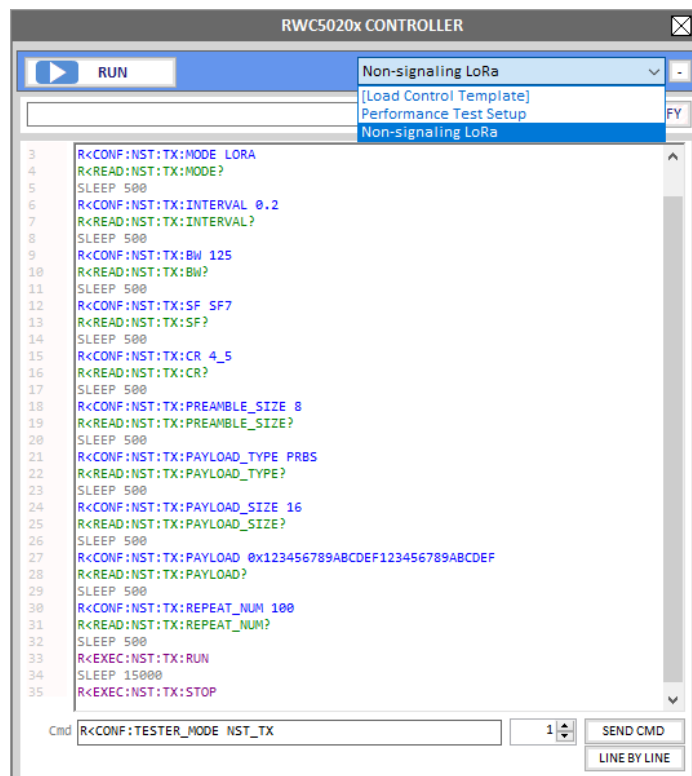 RWC5020x CONTROLLER
RUN
Non-signaling LoRa
-
[Load Control Template]
Performance Test Setup
Non-signaling LoRa
FY
3 R<CONF:NST:TX:MODE LORA
4 R<READ:NST:TX:MODE?
5 SLEEP 500
6 R<CONF:NST:TX:INTERVAL 0.2
7 R<READ:NST:TX:INTERVAL?
8 SLEEP 500
9 R<CONF:NST:TX:BW 125
10 R<READ:NST:TX:BW?
11 SLEEP 500
12 R<CONF:NST:TX:SF SF7
13 R<READ:NST:TX:SF?
14 SLEEP 500
15 R<CONF:NST:TX:CR 4_5
16 R<READ:NST:TX:CR?
17 SLEEP 500
18 R<CONF:NST:TX:PREAMBLE_SIZE 8
19 R<READ:NST:TX:PREAMBLE_SIZE?
20 SLEEP 500
21 R<CONF:NST:TX:PAYLOAD_TYPE PRBS
22 R<READ:NST:TX:PAYLOAD_TYPE?
23 SLEEP 500
24 R<CONF:NST:TX:PAYLOAD_SIZE 16
25 R<READ:NST:TX:PAYLOAD_SIZE?
26 SLEEP 500
27 R<CONF:NST:TX:PAYLOAD 0x123456789ABCDEF123456789ABCDEF
28 R<READ:NST:TX:PAYLOAD?
29 SLEEP 500
30 R<CONF:NST:TX:REPEAT_NUM 100
31 R<READ:NST:TX:REPEAT_NUM?
32 SLEEP 500
33 R<EXEC:NST:TX:RUN
34 SLEEP 15000
35 R<EXEC:NST:TX:STOP
Cmd R<CONF:TESTER_MODE NST_TX 1 SEND CMD
LINE BY LINE